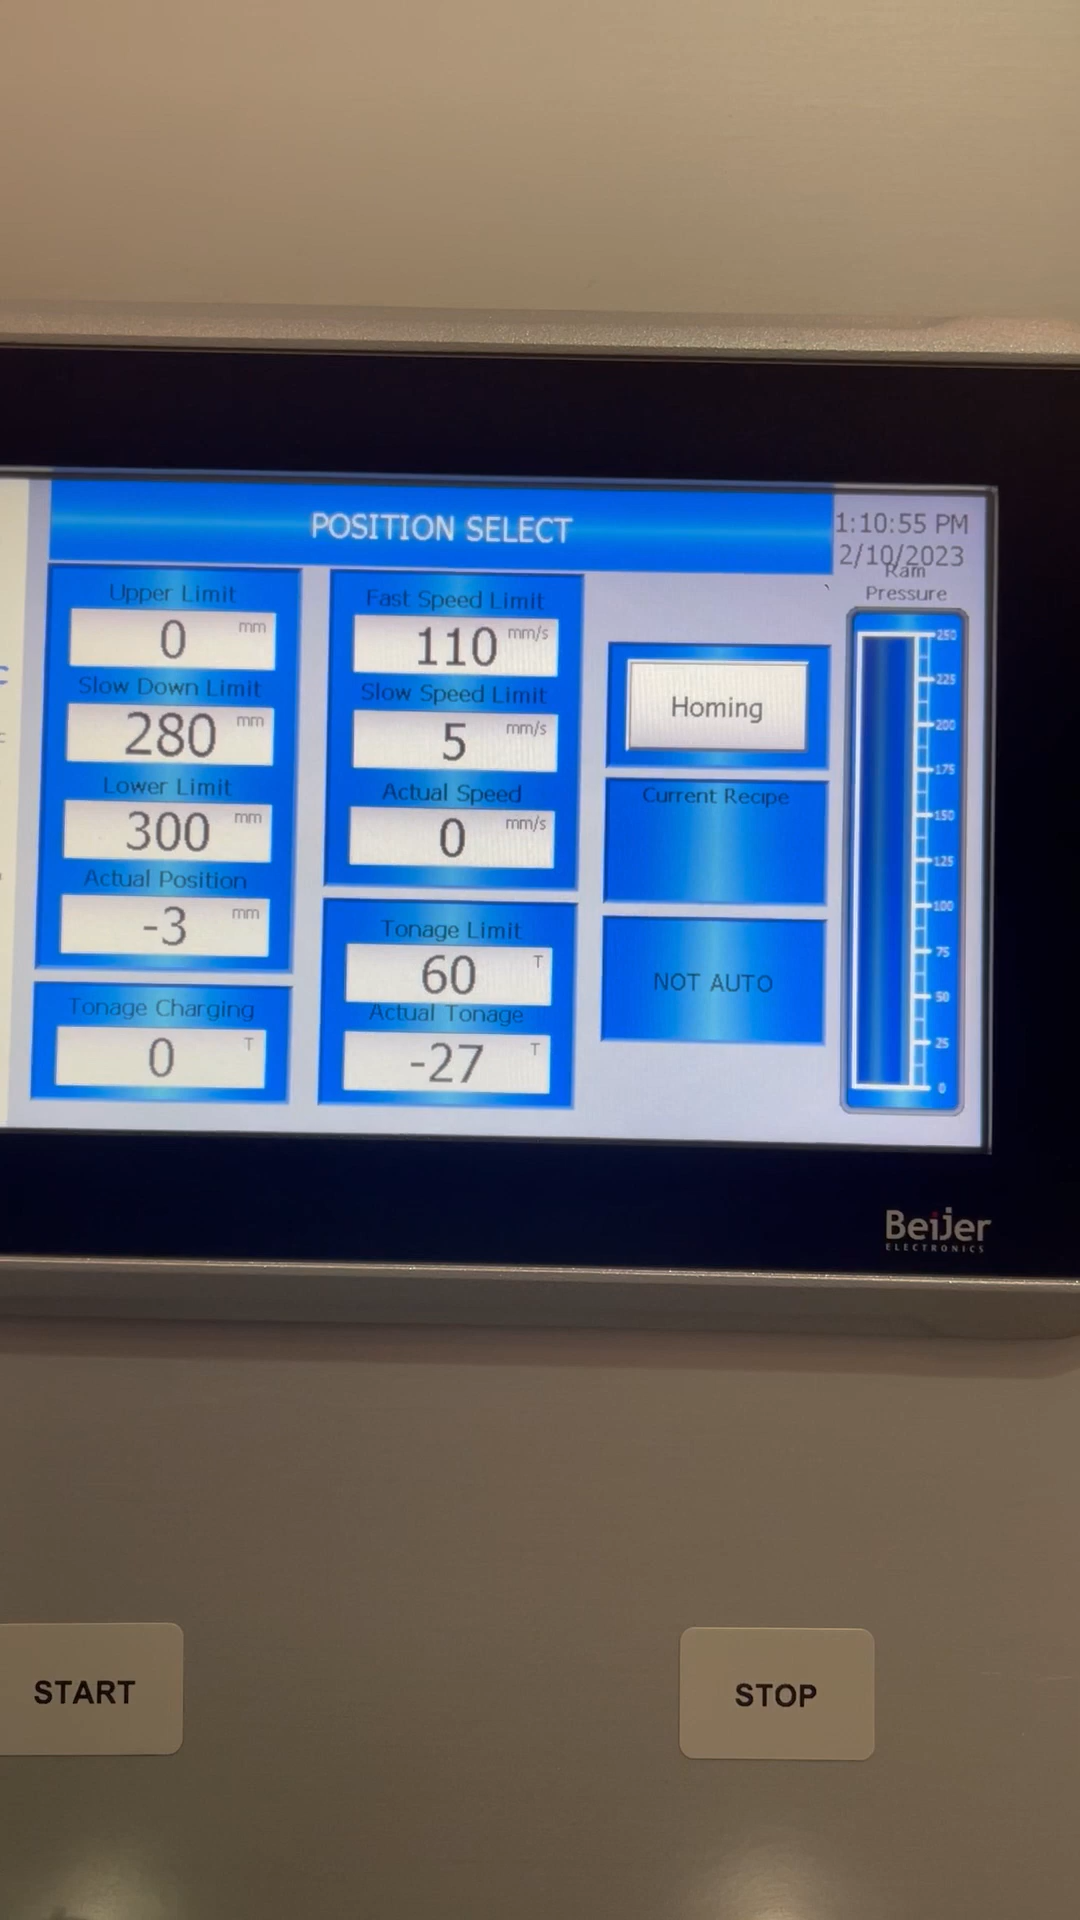 POSITION SELECT
1:10:55 PM
2/10/2023
Upper Limit
0 mm
Slow Down Limit
280 mm
Lower Limit
300 mm
Actual Position
-3 mm
Tonage Charging
0 T
Fast Speed Limit
110 mm/s
Slow Speed Limit
5 mm/s
Actual Speed
0 mm/s
Tonage Limit
60 T
Actual Tonage
-27 T
Homing
Current Recipe
NOT AUTO
Ram
Pressure
250
225
200
175
150
125
100
75
50
25
0
Beijer
ELECTRONICS
START
STOP